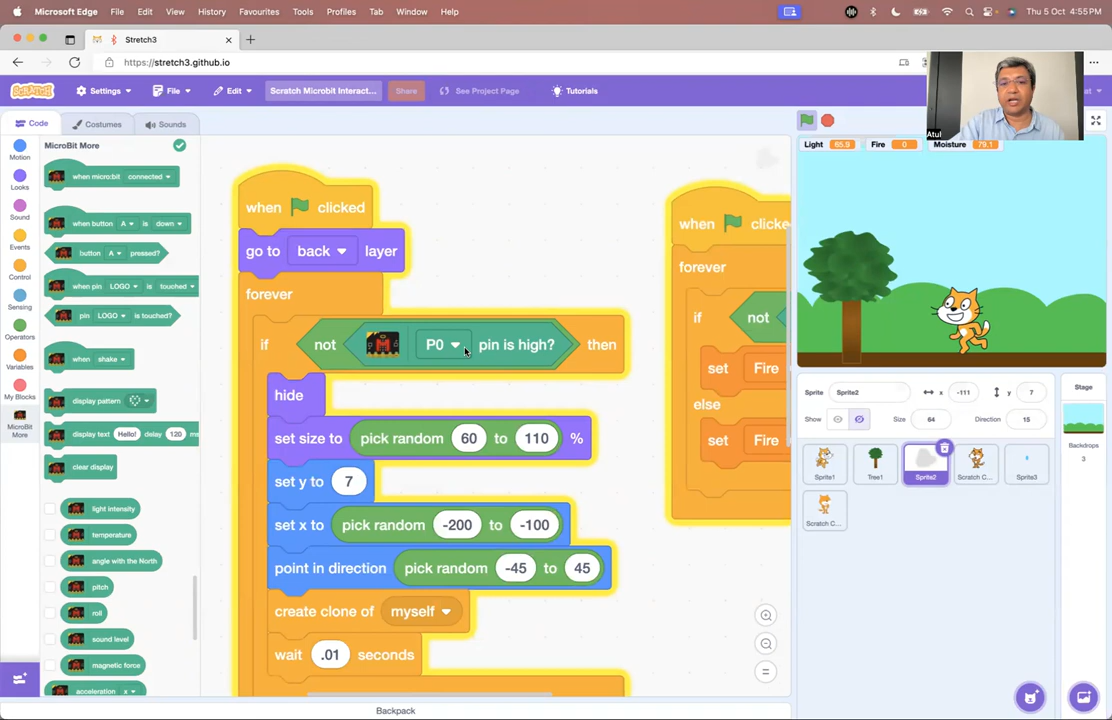 Microsoft Edge File Edit View History Favourites Tools Profiles Tab Window Help Thu 5 Oct 4:55 PM
Stretch3
https://stretch3.github.io
SCRATCH Settings File Edit Scratch Microbit Interact... Share See Project Page Tutorials
Atul
Code Costumes Sounds
Motion
Looks
Sound
Events
Control
Sensing
Operators
Variables
My Blocks
MicroBit
More
MicroBit More
when micro:bit connected
when button A is down
button A pressed?
when pin LOGO is touched
pin LOGO is touched?
when shake
display pattern
display text Hello! delay 120 ms
clear display
light intensity
temperature
angle with the North
pitch
roll
sound level
magnetic force
acceleration x
when clicked
go to back layer
forever
if not P0 pin is high? then
hide
set size to pick random 60 to 110 %
set y to 7
set x to pick random -200 to -100
point in direction pick random -45 to 45
create clone of myself
wait .01 seconds
when clicke
forever
if not
set Fire
else
set Fire
Backpack
Light 65.9 Fire 0 Moisture 79.1
Sprite Sprite2 x -111 y 7
Show Size 64 Direction 15
Sprite1 Tree1 Sprite2 Scratch C... Sprite3
Scratch C...
Stage
Backdrops
3